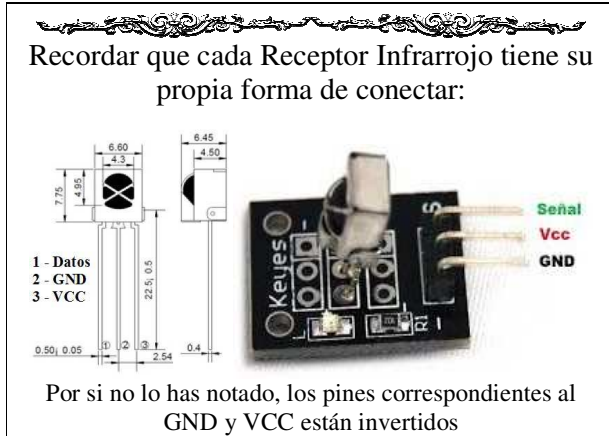 Recordar que cada Receptor Infrarrojo tiene su
propia forma de conectar:
6.60
4.3
6.45
4.50
7.75
4.95
1 - Datos
2 - GND
3 - VCC
22.5¡ 0.5
1
2
3
0.50¡ 0.05
2.54
0.4
Keyes
S
Señal
Vcc
GND
L
R1
Por si no lo has notado, los pines correspondientes al
GND y VCC están invertidos